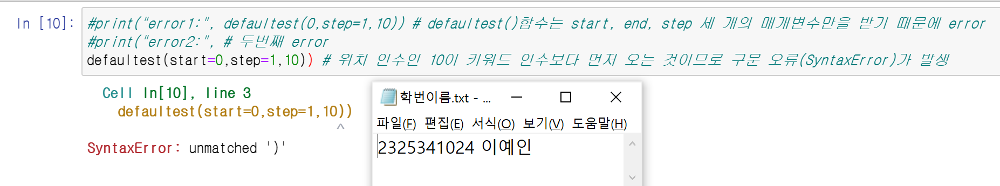 In [10]:
#print("error1:", defaultest(0,step=1,10)) # defaultest()함수는 start, end, step 세 개의 매개변수만을 받기 때문에 error
#print("error2:", # 두번째 error
defaultest(start=0,step=1,10)) # 위치 인수인 10이 키워드 인수보다 먼저 오는 것이므로 구문 오류(SyntaxError)가 발생
Cell In[10], line 3
defaultest(start=0,step=1,10))
^
SyntaxError: unmatched ')'
학번이름.txt - ...
파일(F) 편집(E) 서식(O) 보기(V) 도움말(H)
2325341024 이예인